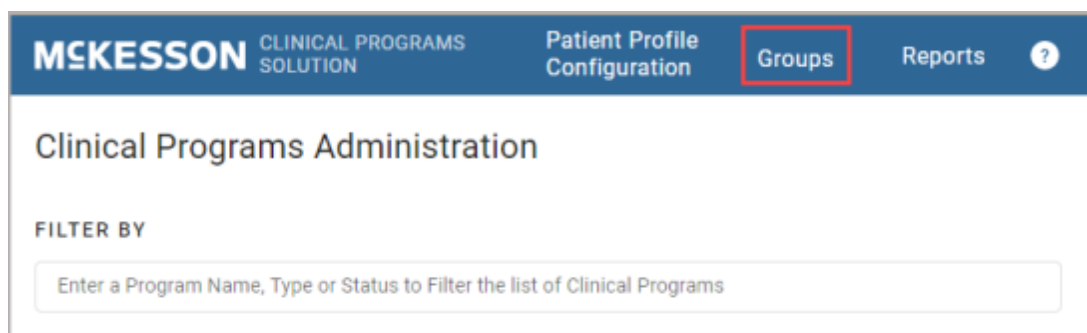 MCKESSON CLINICAL PROGRAMS
SOLUTION
Patient Profile
Configuration
Groups
Reports
?
Clinical Programs Administration
FILTER BY
Enter a Program Name, Type or Status to Filter the list of Clinical Programs